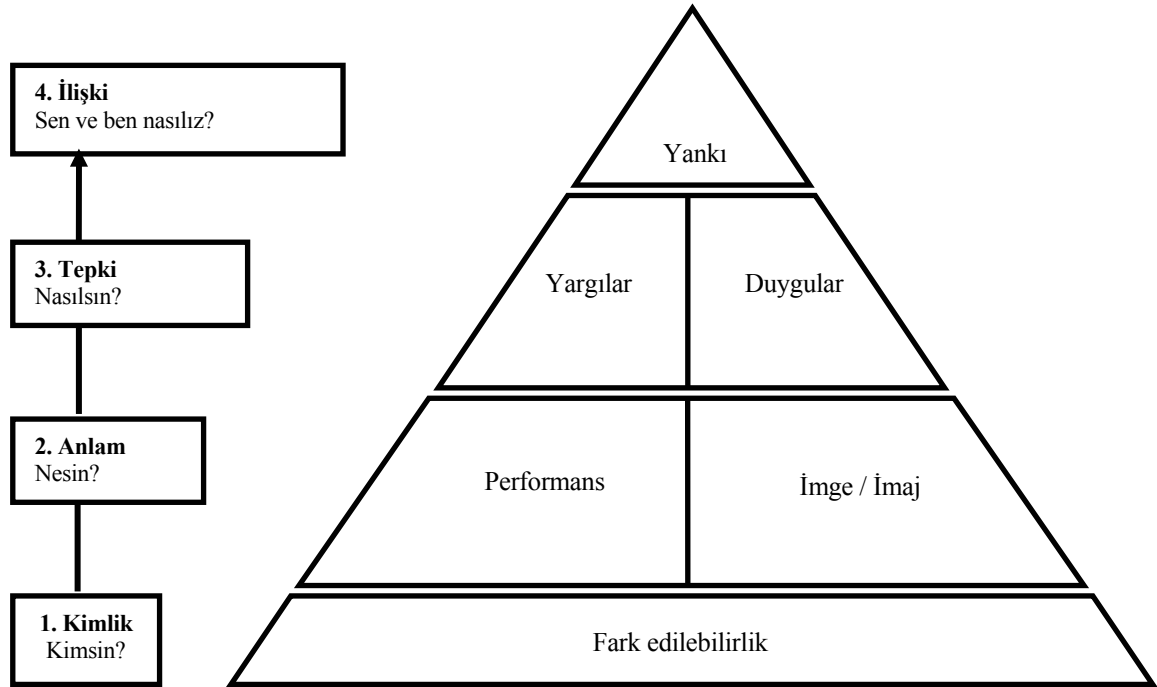 4. İlişki
Sen ve ben nasılız?
Yankı
3. Tepki
Nasılsın?
Yargılar
Duygular
2. Anlam
Nesin?
Performans
İmge / İmaj
1. Kimlik
Kimsin?
Fark edilebilirlik